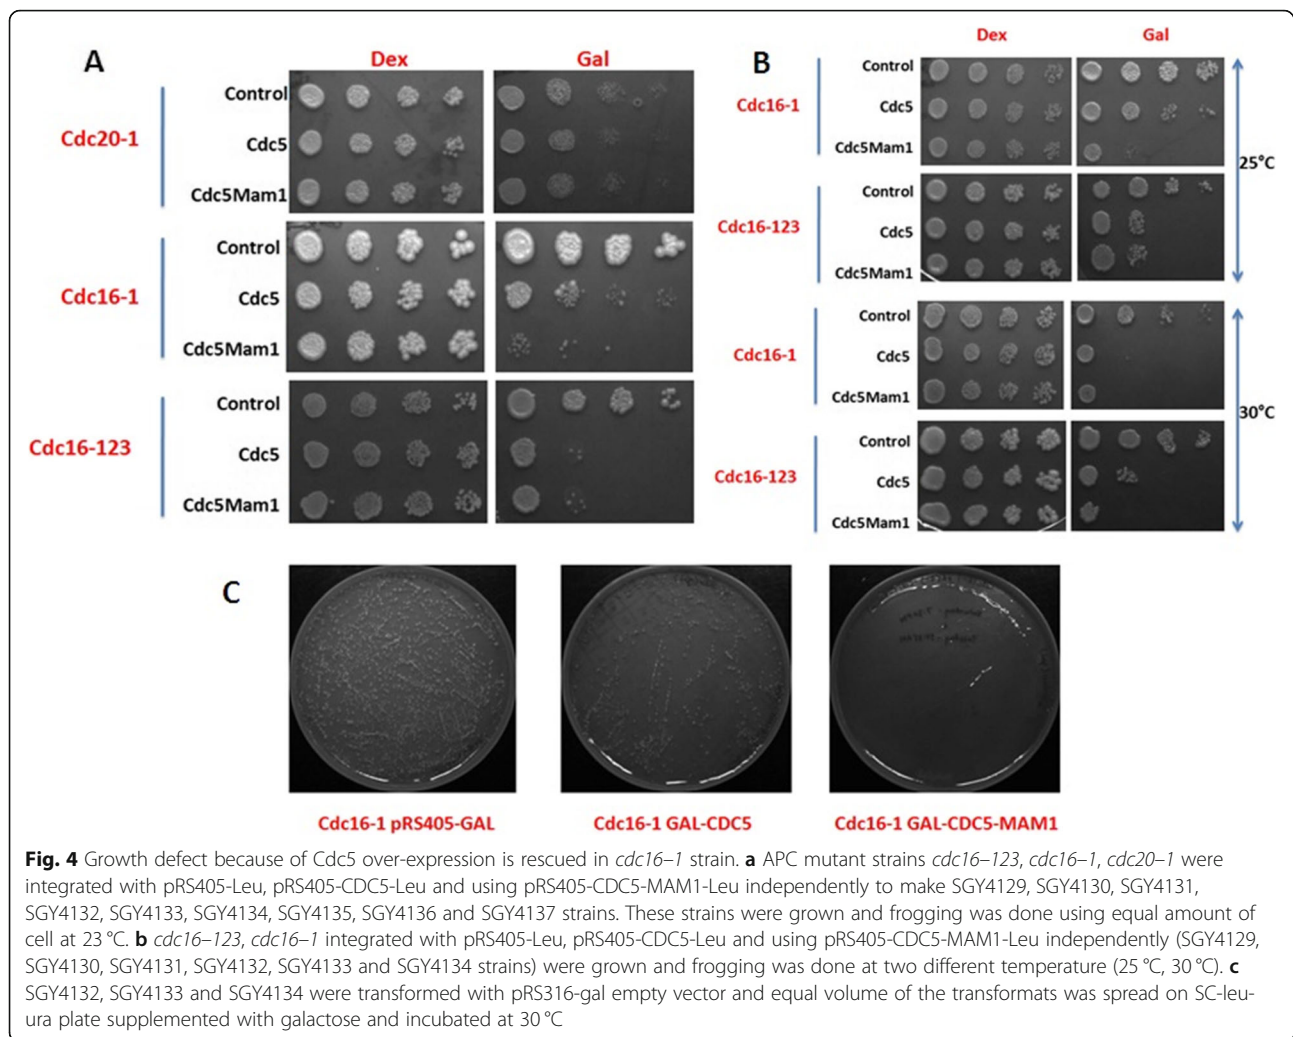 A
Dex
Gal
Cdc20-1
Control
Cdc5
Cdc5Mam1
Cdc16-1
Control
Cdc5
Cdc5Mam1
Cdc16-123
Control
Cdc5
Cdc5Mam1
B
Dex
Gal
Cdc16-1
Control
Cdc5
Cdc5Mam1
Cdc16-123
Control
Cdc5
Cdc5Mam1
25°C
Cdc16-1
Control
Cdc5
Cdc5Mam1
Cdc16-123
Control
Cdc5
Cdc5Mam1
30°C
C
Cdc16-1 pRS405-GAL
Cdc16-1 GAL-CDC5
Cdc16-1 GAL-CDC5-MAM1
Fig. 4 Growth defect because of Cdc5 over-expression is rescued in cdc16–1 strain. a APC mutant strains cdc16–123, cdc16–1, cdc20–1 were
integrated with pRS405-Leu, pRS405-CDC5-Leu and using pRS405-CDC5-MAM1-Leu independently to make SGY4129, SGY4130, SGY4131,
SGY4132, SGY4133, SGY4134, SGY4135, SGY4136 and SGY4137 strains. These strains were grown and frogging was done using equal amount of
cell at 23 °C. b cdc16–123, cdc16–1 integrated with pRS405-Leu, pRS405-CDC5-Leu and using pRS405-CDC5-MAM1-Leu independently (SGY4129,
SGY4130, SGY4131, SGY4132, SGY4133 and SGY4134 strains) were grown and frogging was done at two different temperature (25 °C, 30 °C). c
SGY4132, SGY4133 and SGY4134 were transformed with pRS316-gal empty vector and equal volume of the transformats was spread on SC-leu-
ura plate supplemented with galactose and incubated at 30 °C